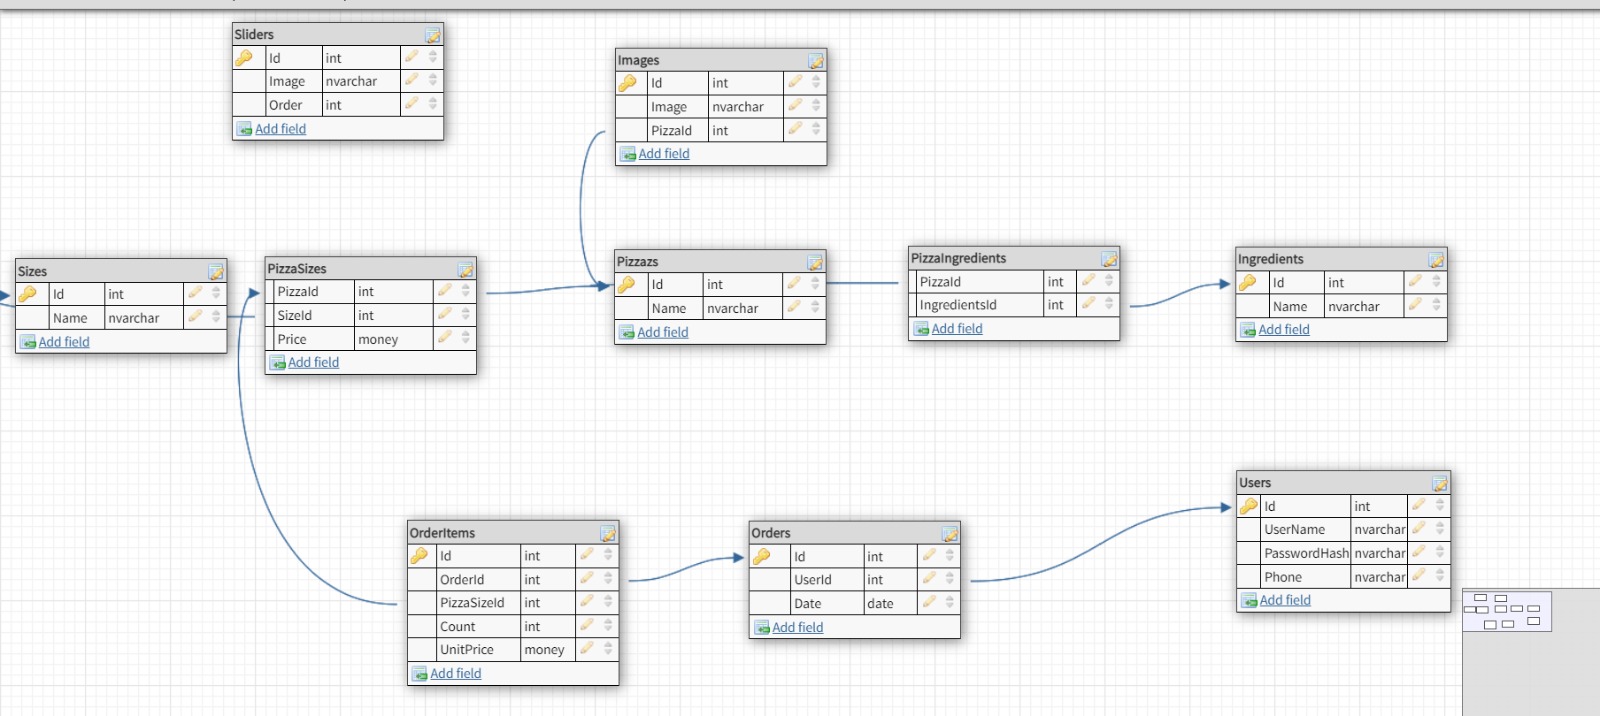 Sliders
Id int
Image nvarchar
Order int
Add field
Images
Id int
Image nvarchar
PizzaId int
Add field
Sizes
Id int
Name nvarchar
Add field
PizzaSizes
PizzaId int
SizeId int
Price money
Add field
Pizzazs
Id int
Name nvarchar
Add field
PizzaIngredients
PizzaId int
IngredientsId int
Add field
Ingredients
Id int
Name nvarchar
Add field
OrderItems
Id int
OrderId int
PizzaSizeId int
Count int
UnitPrice money
Add field
Orders
Id int
UserId int
Date date
Add field
Users
Id int
UserName nvarchar
PasswordHash nvarchar
Phone nvarchar
Add field